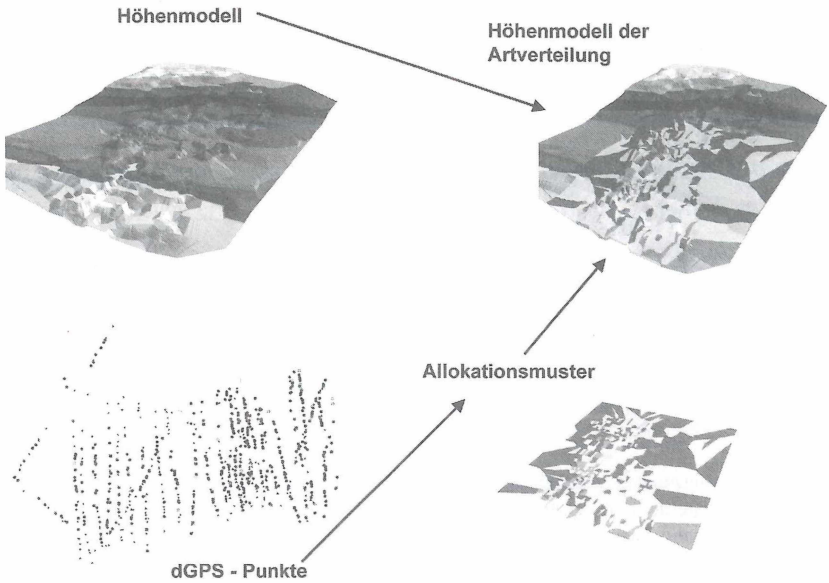 Höhenmodell
Höhenmodell der
Artverteilung
Allokationsmuster
dGPS - Punkte